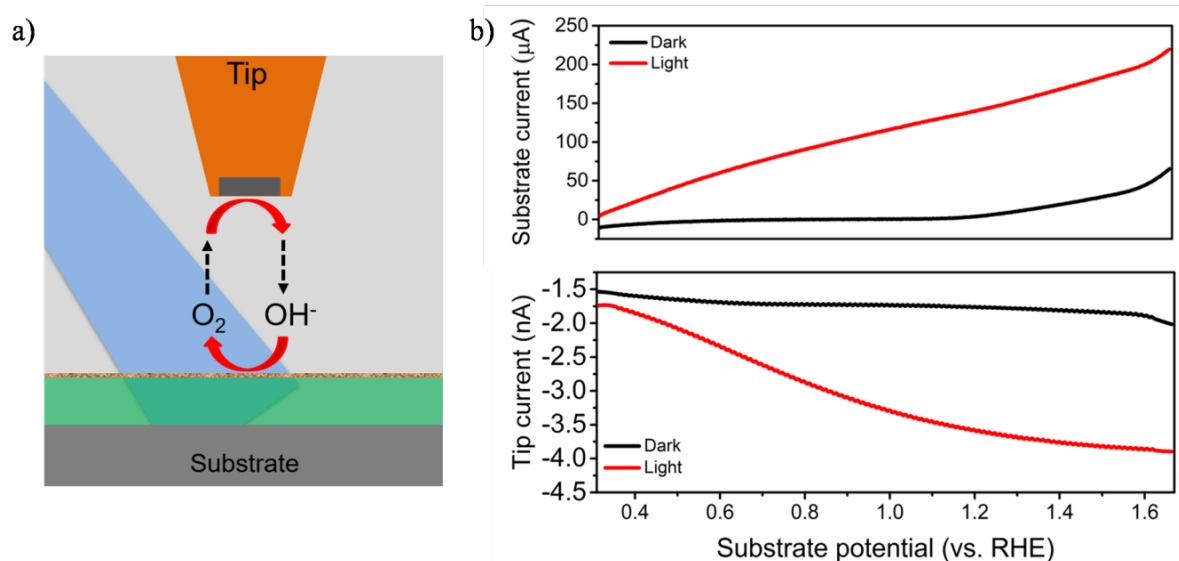 a)
Tip
O₂
OH⁻
Substrate
b)
Substrate current (µA)
250
200
150
100
50
0
Dark
Light
Tip current (nA)
-1.5
-2.0
-2.5
-3.0
-3.5
-4.0
-4.5
Dark
Light
0.4 0.6 0.8 1.0 1.2 1.4 1.6
Substrate potential (vs. RHE)